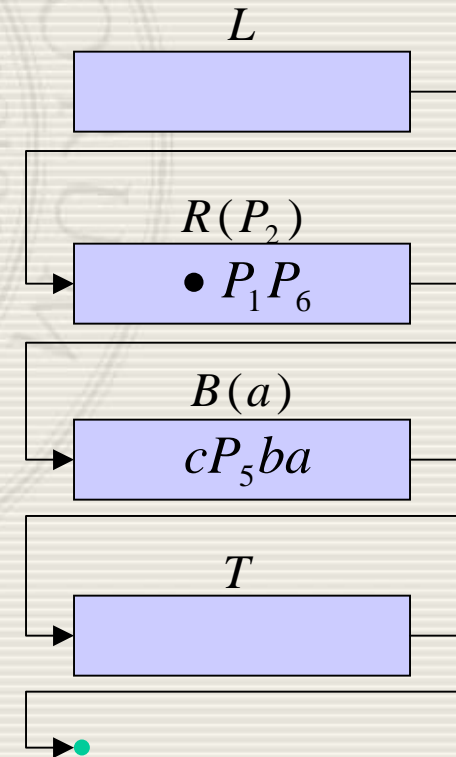 L
R(P₂)
• P₁P₆
B(a)
cP₅ba
T